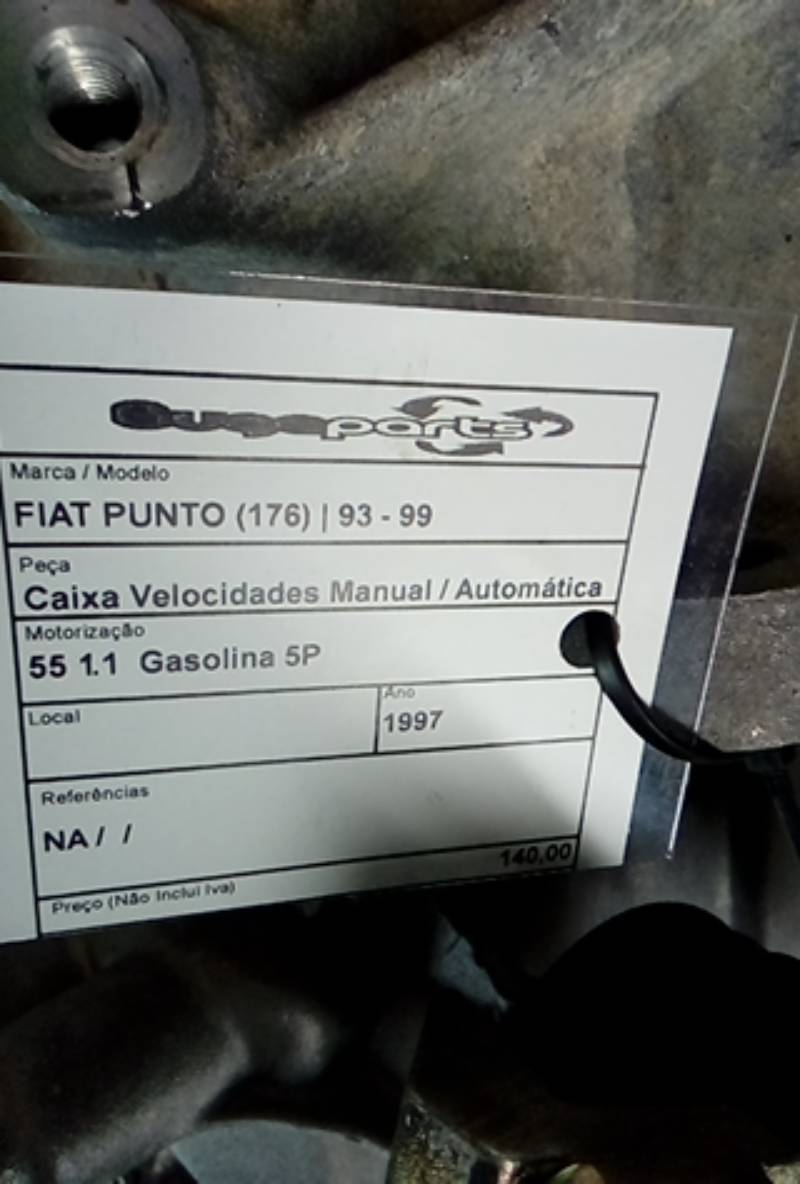 Gugaparts
Marca / Modelo
FIAT PUNTO (176) | 93 - 99
Peça
Caixa Velocidades Manual / Automática
Motorização
55 1.1 Gasolina 5P
Local
Ano
1997
Referências
NA / /
140,00
Preço (Não Inclui Iva)